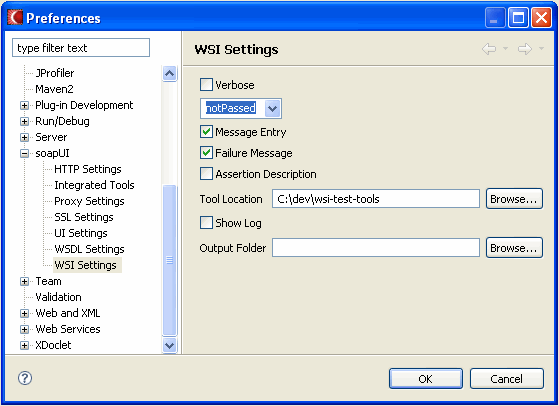 Preferences
type filter text
JProfiler
Maven2
Plug-in Development
Run/Debug
Server
soapUI
HTTP Settings
Integrated Tools
Proxy Settings
SSL Settings
UI Settings
WSDL Settings
WSI Settings
Team
Validation
Web and XML
Web Services
XDoclet
WSI Settings
Verbose
notPassed
Message Entry
Failure Message
Assertion Description
Tool Location C:\dev\wsi-test-tools Browse...
Show Log
Output Folder Browse...
? OK Cancel